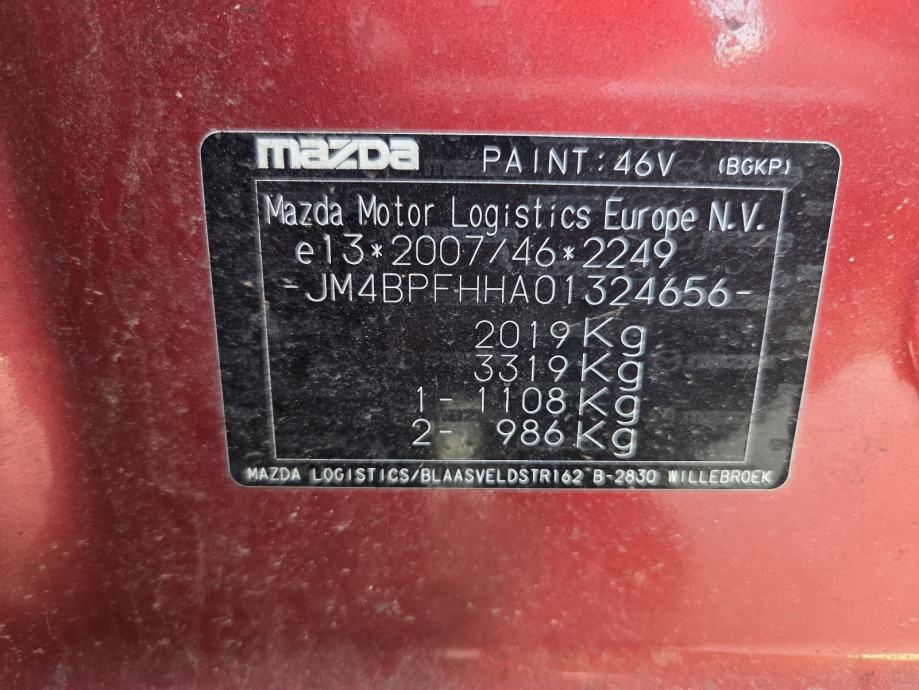 mazda PAINT:46V (BGKP)
Mazda Motor Logistics Europe N.V.
e13*2007/46*2249
-JM4BPFHHA01324656-
2019Kg
3319Kg
1- 1108Kg
2- 986Kg
MAZDA LOGISTICS/BLAASVELDSTR162 B-2830 WILLEBROEK